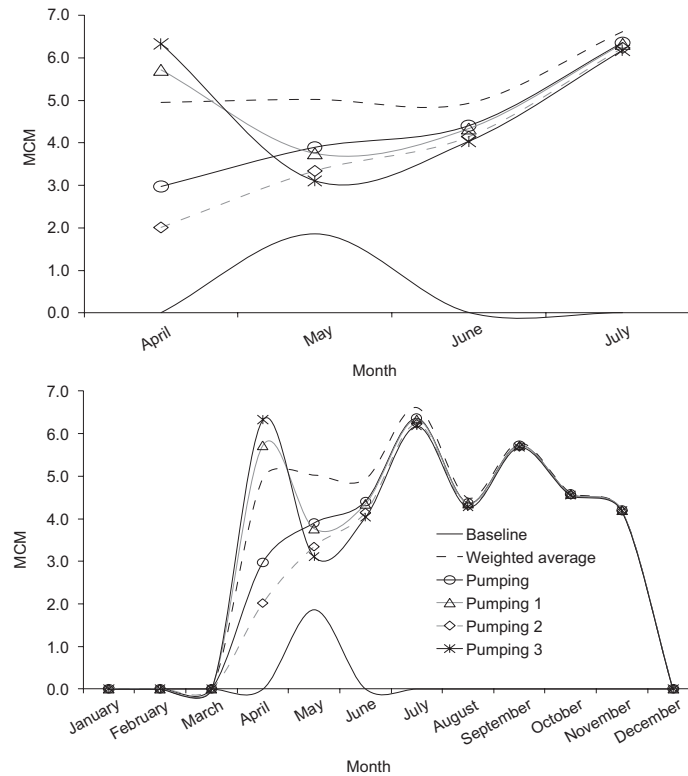 7.0
6.0
5.0
4.0
3.0
2.0
1.0
0.0
MCM
April
May
June
July
Month
7.0
6.0
5.0
4.0
3.0
2.0
1.0
0.0
MCM
Baseline
Weighted average
Pumping
Pumping 1
Pumping 2
Pumping 3
January
February
March
April
May
June
July
August
September
October
November
December
Month